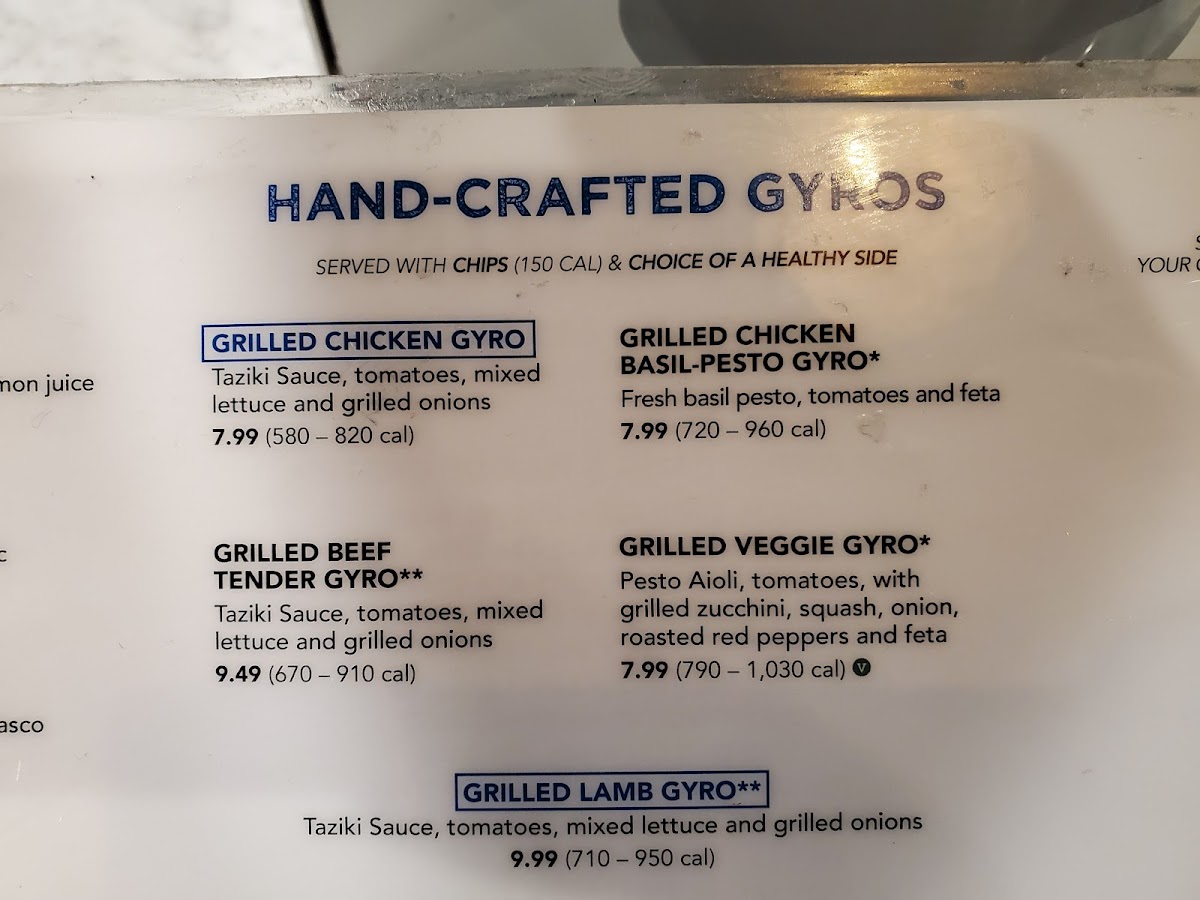 HAND-CRAFTED GYROS
SERVED WITH CHIPS (150 CAL) & CHOICE OF A HEALTHY SIDE
GRILLED CHICKEN GYRO
Taziki Sauce, tomatoes, mixed
lettuce and grilled onions
7.99 (580 – 820 cal)
GRILLED CHICKEN
BASIL-PESTO GYRO*
Fresh basil pesto, tomatoes and feta
7.99 (720 – 960 cal)
GRILLED BEEF
TENDER GYRO**
Taziki Sauce, tomatoes, mixed
lettuce and grilled onions
9.49 (670 – 910 cal)
GRILLED VEGGIE GYRO*
Pesto Aioli, tomatoes, with
grilled zucchini, squash, onion,
roasted red peppers and feta
7.99 (790 – 1,030 cal) V
GRILLED LAMB GYRO**
Taziki Sauce, tomatoes, mixed lettuce and grilled onions
9.99 (710 – 950 cal)
juice
YOUR